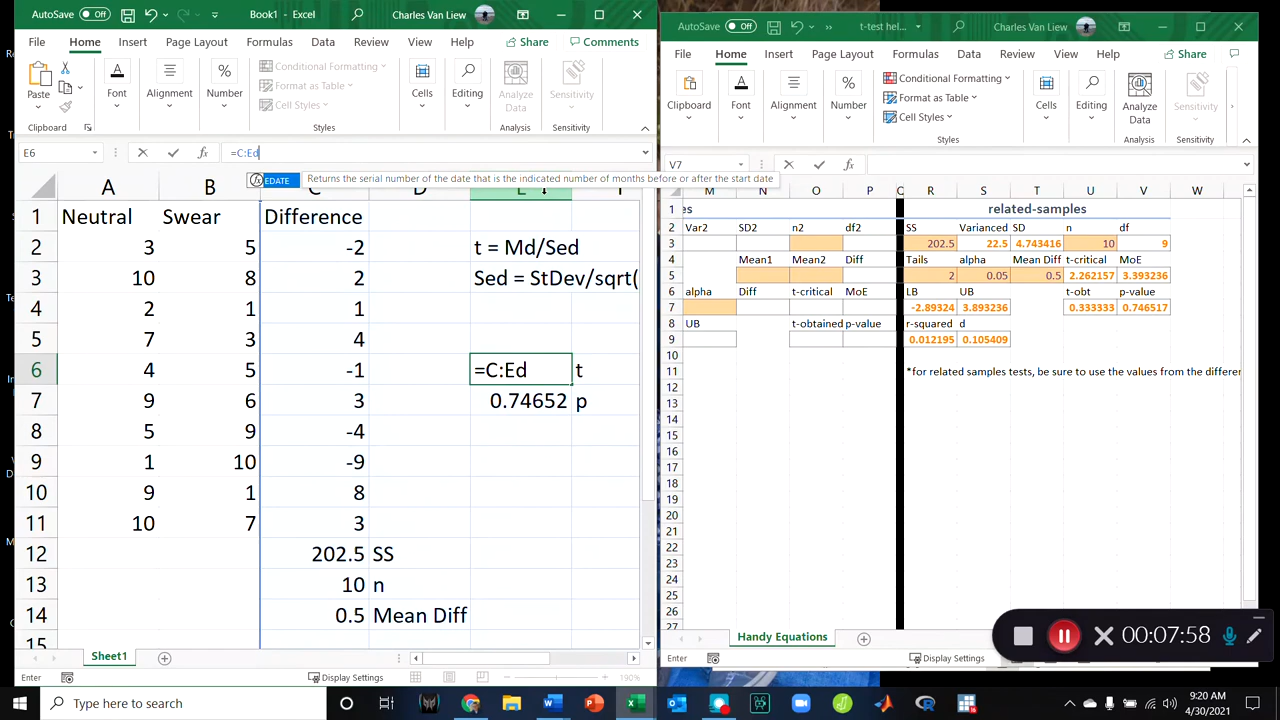 AutoSave Off Book1 - Excel Charles Van Liew
File Home Insert Page Layout Formulas Data Review View Help Share Comments
Paste Font Alignment Number Conditional Formatting Format as Table Cell Styles Cells Editing Analyze Data Sensitivity
Clipboard Styles Analysis Sensitivity
E6 fx =C:Ed
EDATE Returns the serial number of the date that is the indicated number of months before or after the start date
A B C D E F
1 Neutral Swear Difference
2 3 5 -2 t = Md/Sed
3 10 8 2 Sed = StDev/sqrt(
4 2 1 1
5 7 3 4
6 4 5 -1 =C:Ed t
7 9 6 3 0.74652 p
8 5 9 -4
9 1 10 -9
10 9 1 8
11 10 7 3
12 202.5 SS
13 10 n
14 0.5 Mean Diff
15
Sheet1
Enter Display Settings 190%
AutoSave Off t-test hel... Charles Van Liew
File Home Insert Page Layout Formulas Data Review View Help Share
Clipboard Font Alignment Number Conditional Formatting Format as Table Cell Styles Cells Editing Analyze Data Sensitivity
Styles Analysis Sensitivity
V7 fx
M N O P Q R S T U V W
1 es related-samples
2 Var2 SD2 n2 df2 SS Varianced SD n df
3 202.5 22.5 4.743416 10 9
4 Mean1 Mean2 Diff Tails alpha Mean Diff t-critical MoE
5 2 0.05 0.5 2.262157 3.393236
6 alpha Diff t-critical MoE LB UB t-obt p-value
7 -2.89324 3.893236 0.333333 0.746517
8 UB t-obtained p-value r-squared d
9 0.012195 0.105409
10
11 *for related samples tests, be sure to use the values from the differen
12
13
14
15
16
17
18
19
20
21
22
23
24
25
26
27
Handy Equations
Enter Display Settings
00:07:58
Type here to search
9:20 AM
4/30/2021